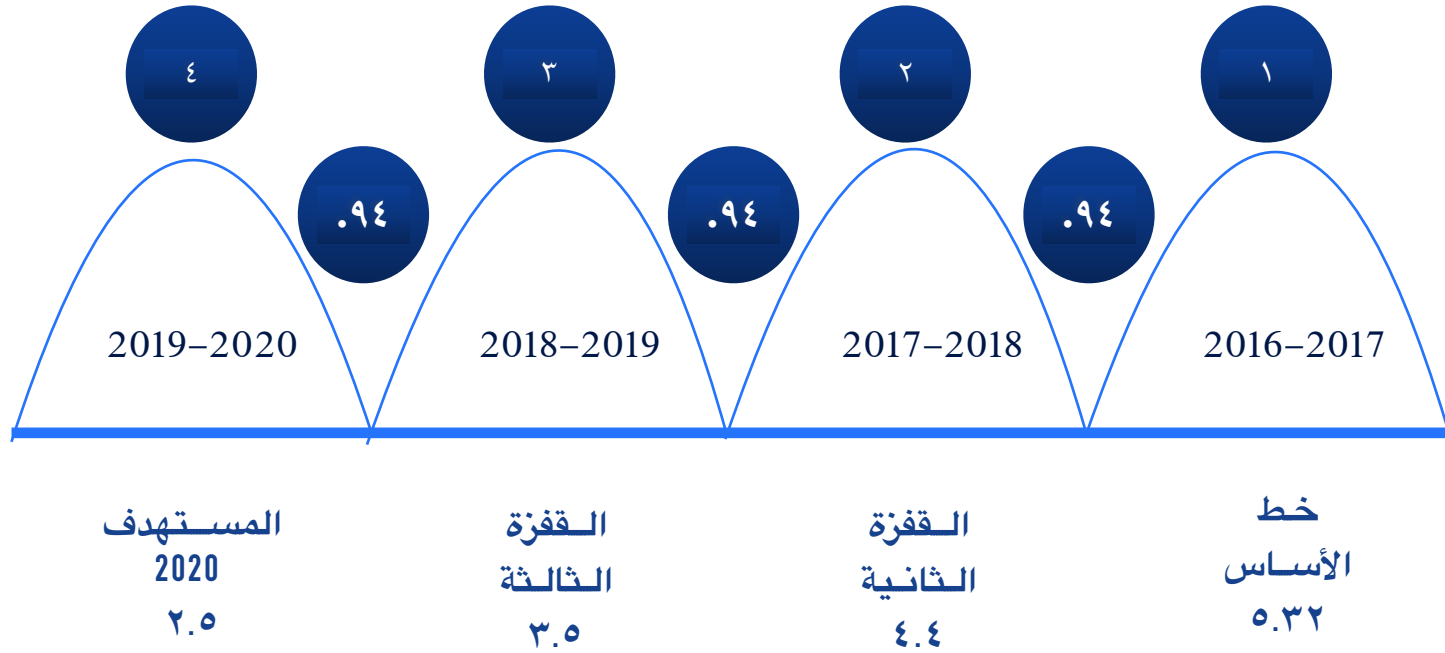 ١
٢
٣
٤
.٩٤
.٩٤
.٩٤
2016–2017
2017–2018
2018–2019
2019–2020
خط
الأساس
٥.٣٢
القفزة
الثانية
٤.٤
القفزة
الثالثة
٣.٥
المستهدف
2020
٢.٥